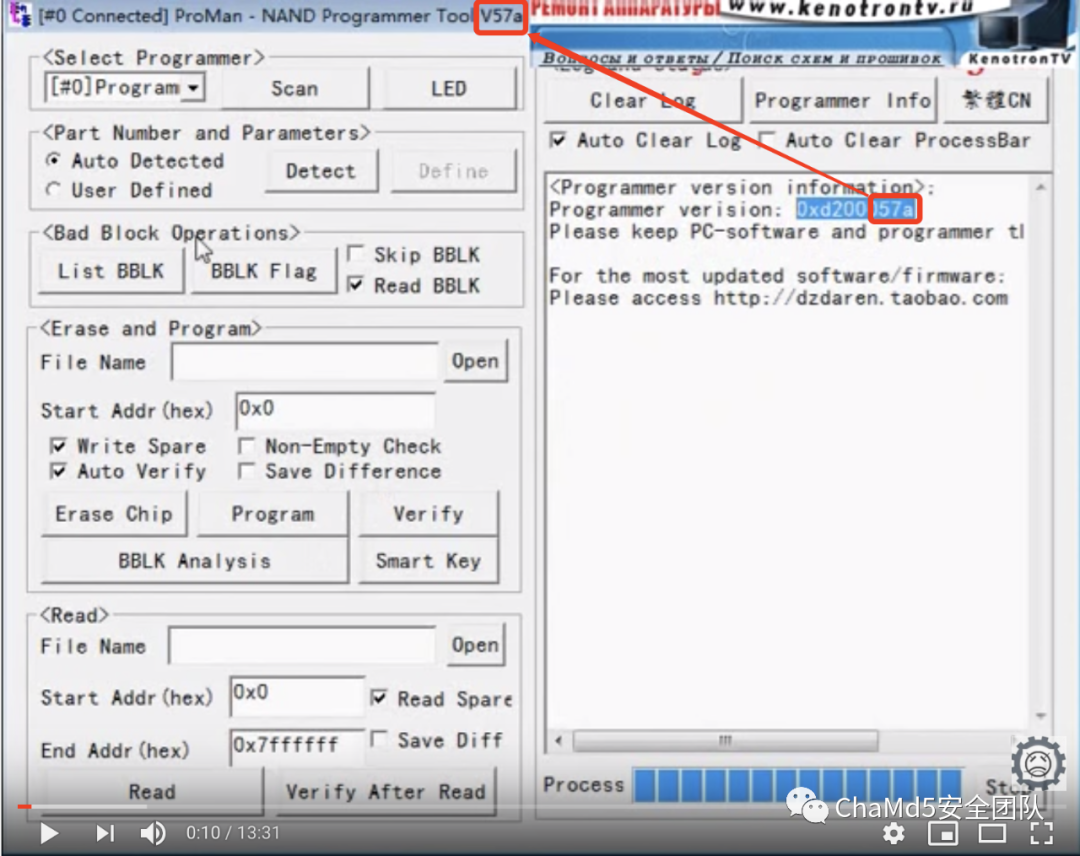 [#0 Connected] ProMan - NAND Programmer Tool V57a
РЕМОНТ АППАРАТУРЫ www.kenotrontv.ru
Вопросы и ответы / Поиск схем и прошивок KenotronTV
<Select Programmer>
[#0]Program
Scan
LED
<Part Number and Parameters>
Auto Detected
User Defined
Detect
Define
<Bad Block Operations>
List BBLK
BBLK Flag
Skip BBLK
Read BBLK
<Erase and Program>
File Name
Open
Start Addr(hex)
0x0
Write Spare
Non-Empty Check
Auto Verify
Save Difference
Erase Chip
Program
Verify
BBLK Analysis
Smart Key
<Read>
File Name
Open
Start Addr(hex)
0x0
Read Spare
End Addr(hex)
0x7ffffff
Save Diff
Read
Verify After Read
Clear Log
Programmer Info
繁體CN
Auto Clear Log
Auto Clear ProcessBar
<Programmer version information>:
Programmer verision: 0xd200057a
Please keep PC-software and programmer tl
For the most updated software/firmware:
Please access http://dzdaren.taobao.com
Process
ChaMd5安全团队
0:10 / 13:31